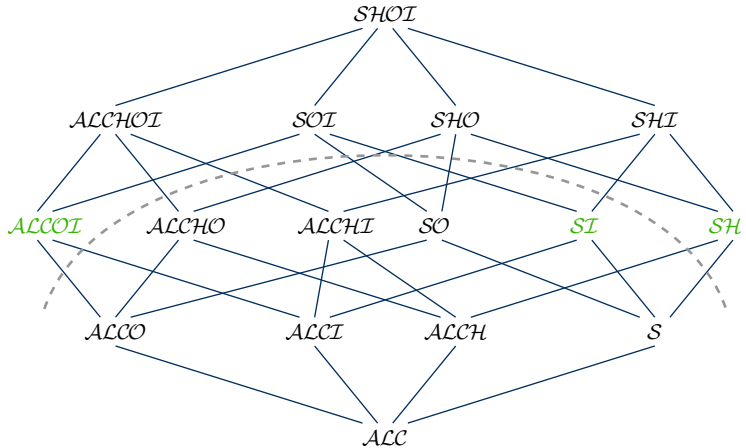 SHOI
ALCHOI SOI SHO SHI
ALCOI ALCHO ALCHI SO SI SH
ALCO ALCI ALCH S
ALC